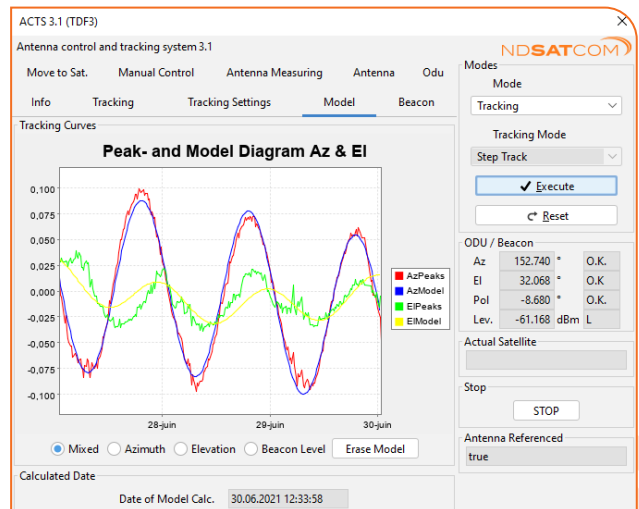 ACTS 3.1 (TDF3)
Antenna control and tracking system 3.1
NDSATCOM
Move to Sat. Manual Control Antenna Measuring Antenna Odu
Info Tracking Tracking Settings Model Beacon
Tracking Curves
Peak- and Model Diagram Az & El
0,100
0,075
0,050
0,025
0,000
-0,025
-0,050
-0,075
-0,100
28-juin 29-juin 30-juin
AzPeaks
AzModel
ElPeaks
ElModel
Mixed Azimuth Elevation Beacon Level Erase Model
Calculated Date
Date of Model Calc. 30.06.2021 12:33:58
Modes
Mode
Tracking
Tracking Mode
Step Track
Execute
Reset
ODU / Beacon
Az 152.740 ° O.K.
El 32.068 ° O.K
Pol -8.680 ° O.K.
Lev. -61.168 dBm L
Actual Satellite
Stop
STOP
Antenna Referenced
true